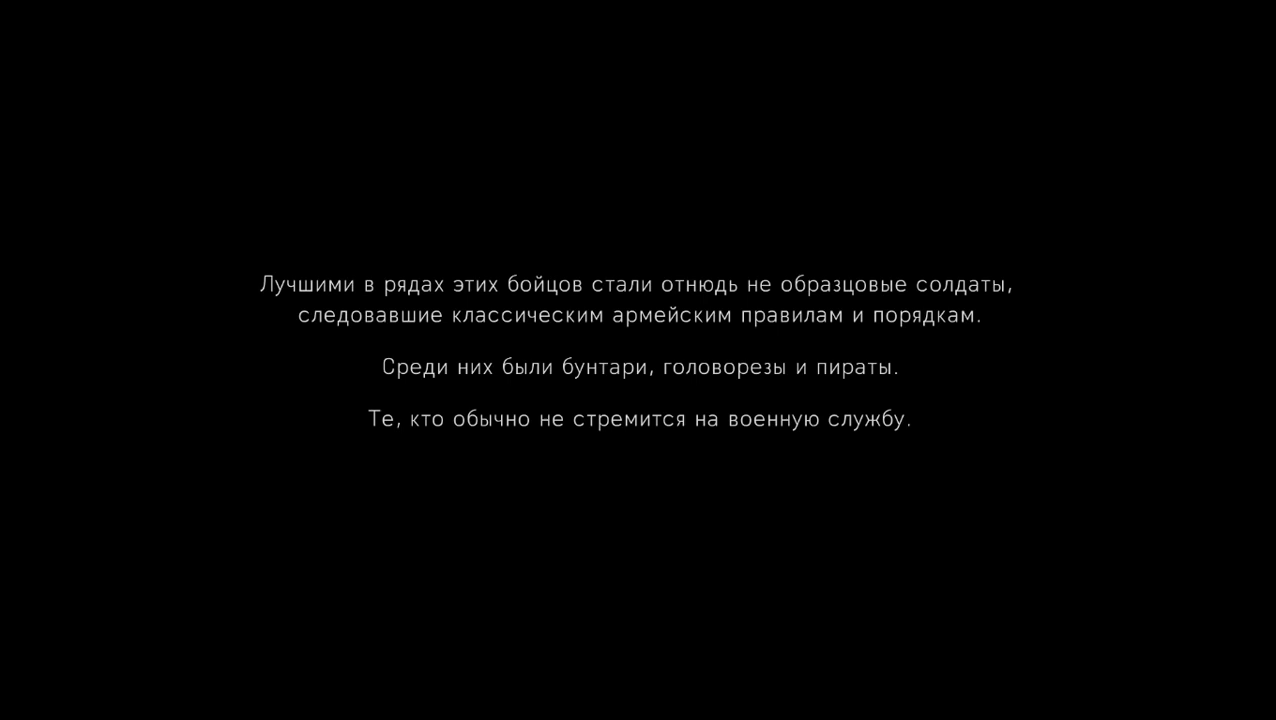 Лучшими в рядах этих бойцов стали отнюдь не образцовые солдаты,
следовавшие классическим армейским правилам и порядкам.
Среди них были бунтари, головорезы и пираты.
Те, кто обычно не стремится на военную службу.